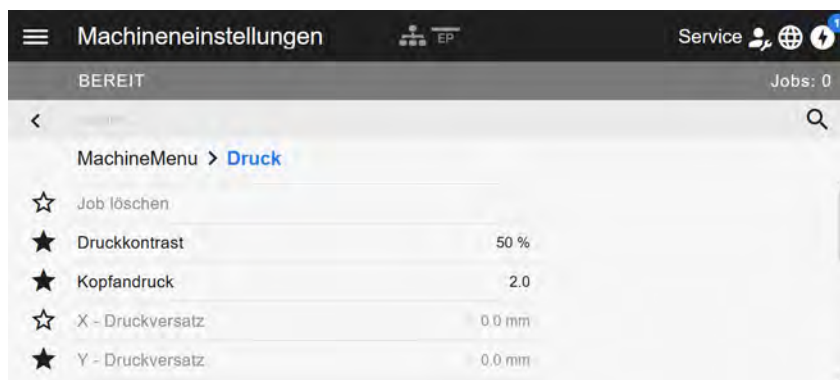 Machineneinstellungen EP Service 1
BEREIT Jobs: 0
MachineMenu > Druck
Job löschen
Druckkontrast 50 %
Kopfandruck 2.0
X - Druckversatz 0.0 mm
Y - Druckversatz 0.0 mm